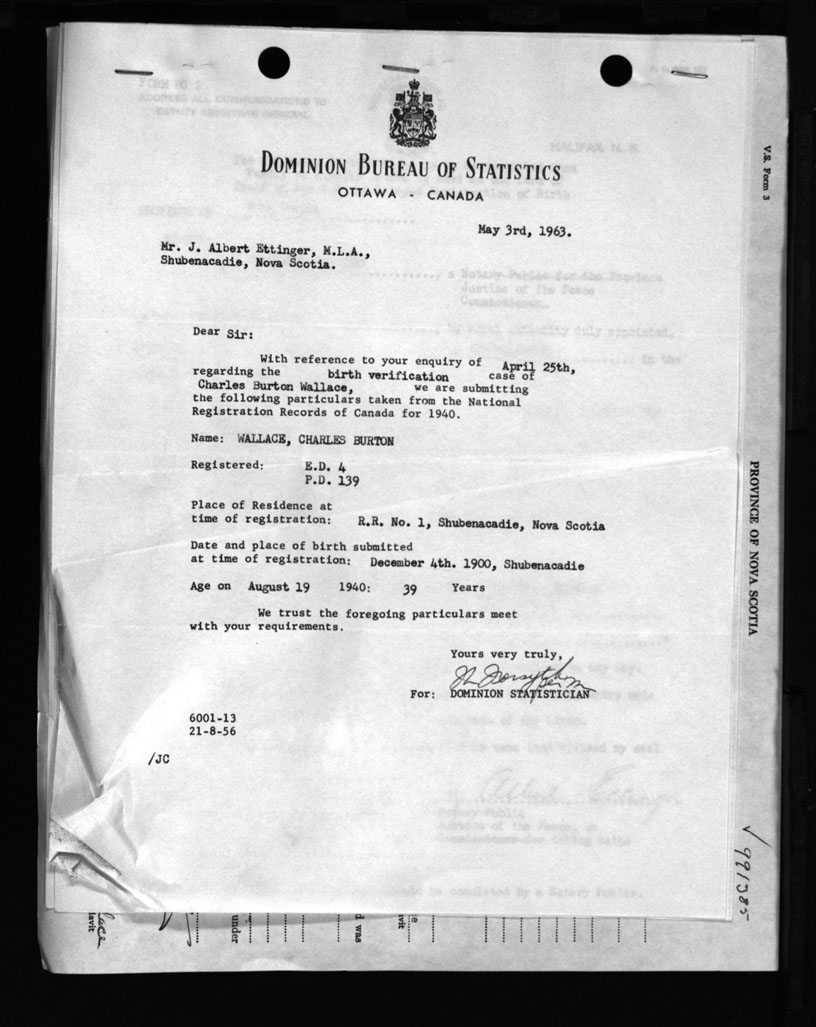 DOMINION BUREAU OF STATISTICS
OTTAWA - CANADA
May 3rd, 1963.
Mr. J. Albert Ettinger, M.L.A.,
Shubenacadie, Nova Scotia.
Dear Sir:
With reference to your enquiry of April 25th,
regarding the birth verification case of
Charles Burton Wallace, we are submitting
the following particulars taken from the National
Registration Records of Canada for 1940.
Name: WALLACE, CHARLES BURTON
Registered: E.D. 4
P.D. 139
Place of Residence at
time of registration: R.R. No. 1, Shubenacadie, Nova Scotia
Date and place of birth submitted
at time of registration: December 4th. 1900, Shubenacadie
Age on August 19 1940: 39 Years
We trust the foregoing particulars meet
with your requirements.
Yours very truly,
For: DOMINION STATISTICIAN
6001-13
21-8-56
/JC
V.S. Form 3
PROVINCE OF NOVA SCOTIA
991385
under
d was